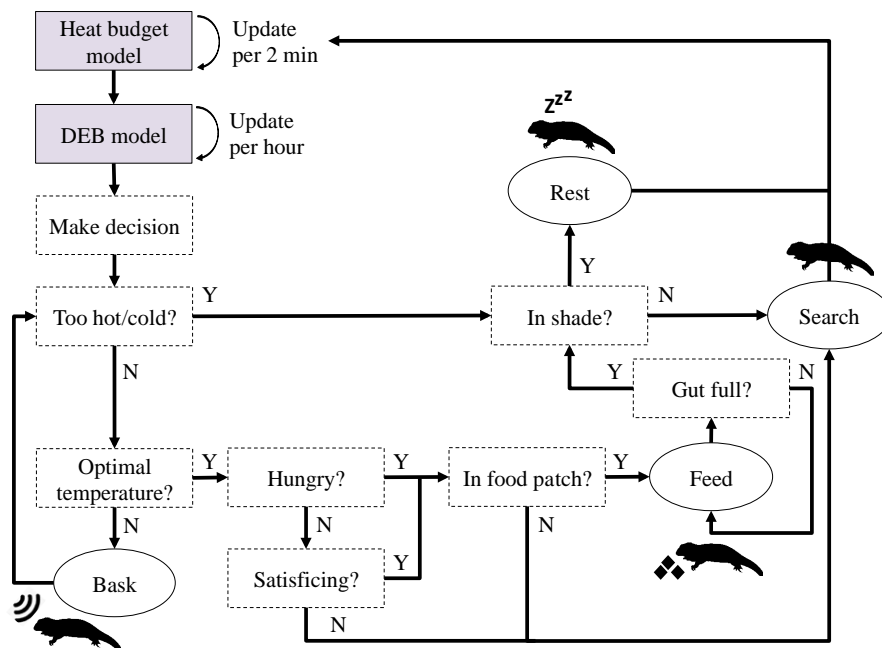 Heat budget
model
Update
per 2 min
DEB model
Update
per hour
zzz
Rest
Make decision
Y
Too hot/cold?
Y
In shade?
N
Search
N
Y
Gut full?
N
Optimal
temperature?
Y
Hungry?
Y
In food patch?
Y
Feed
N
N
N
Bask
Satisficing?
Y
N